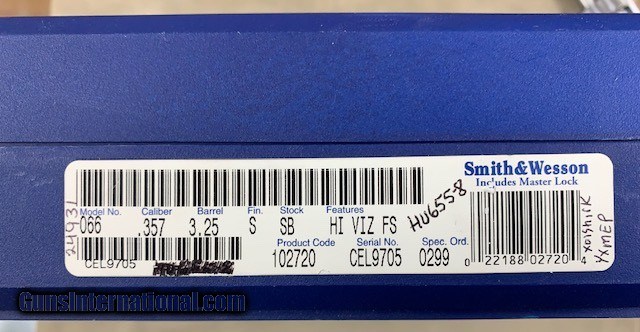 Smith&Wesson
Includes Master Lock
Model No. Caliber Barrel Fin. Stock Features
066 .357 3.25 S SB HI VIZ FS
HU6558
Product Code Serial No. Spec. Ord.
CEL9705 102720 CEL9705 0299
0 22188 02720 4
24931
YXMEP
GunsInternational.com